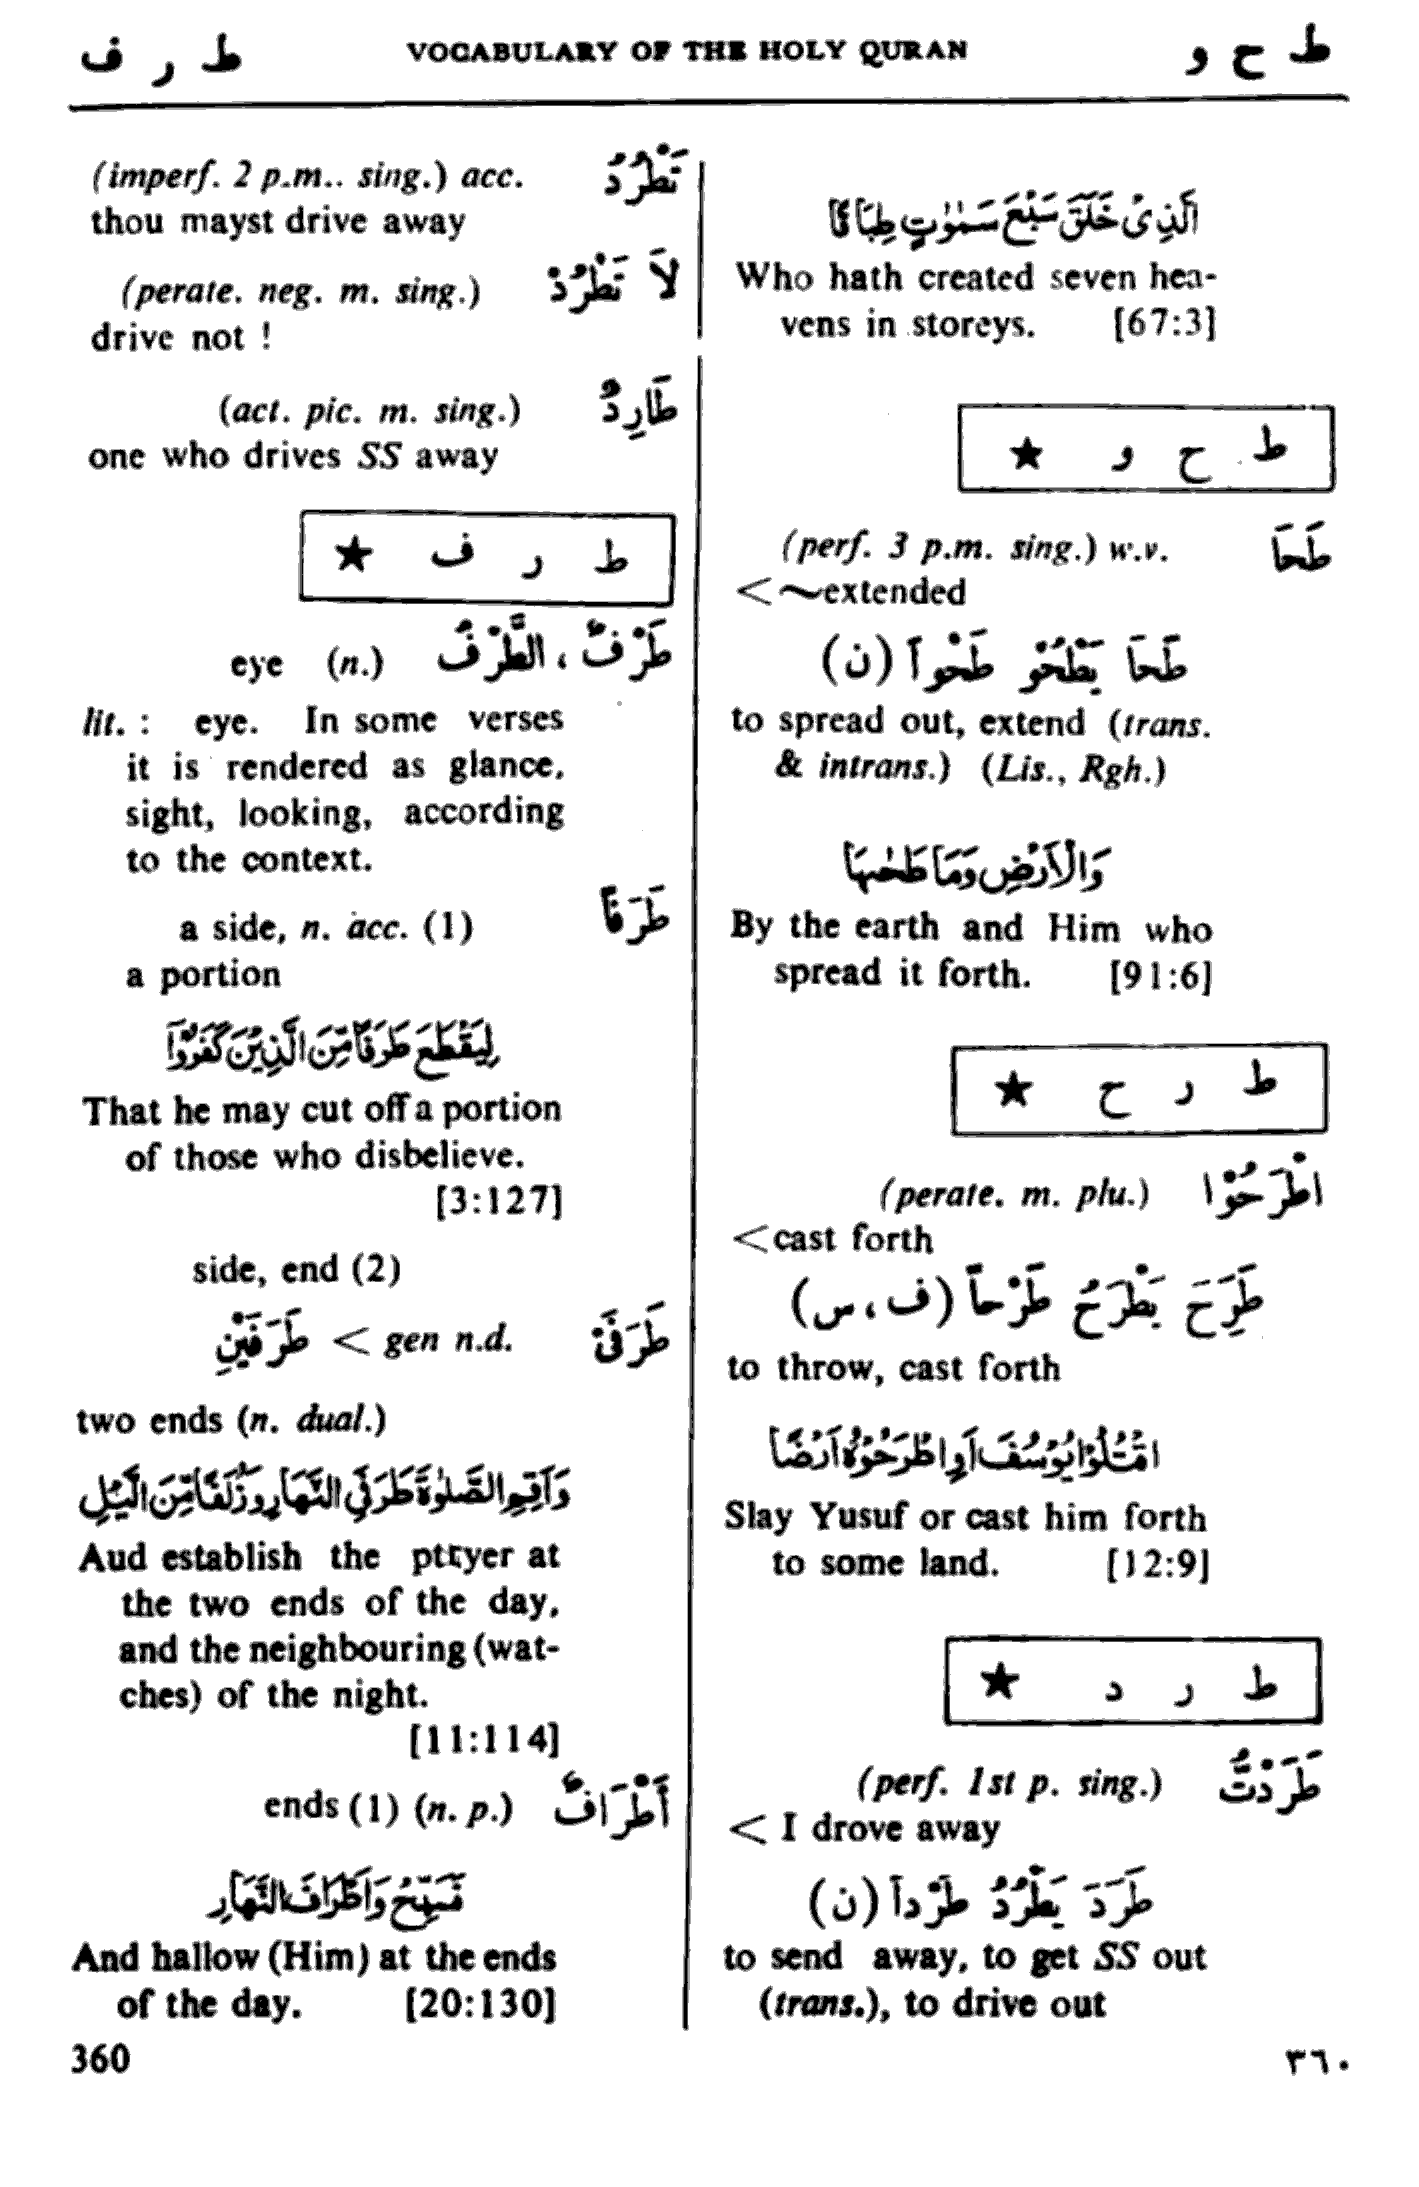 ط ح و VOCABULARY OF THE HOLY QURAN ط ر ف
اَلَّذِىْ خَلَقَ سَبْعَ سَمٰوٰتٍ طِبَاقًا
Who hath created seven hea-
vens in storeys. [67:3]
ط ح و ★
(perf. 3 p.m. sing.) w.v. طَحَا
< ~extended
طَحَا يَطْحُو طَحْواً (ن)
to spread out, extend (trans.
& intrans.) (Lis., Rgh.)
وَالْاَرْضِ وَمَا طَحٰىهَا
By the earth and Him who
spread it forth. [91:6]
ط ر ح ★
(perate. m. plu.) اطْرَحُوْا
<cast forth
طَرِحَ يَطْرَحُ طَرْحاً (ف ، س)
to throw, cast forth
اقْتُلُوْا يُوْسُفَ اَوِ اطْرَحُوْهُ اَرْضًا
Slay Yusuf or cast him forth
to some land. [12:9]
ط ر د ★
(perf. 1st p. sing.) طَرَدْتُّ
< I drove away
طَرَدَ يَطْرُدُ طَرْداً (ن)
to send away, to get SS out
(trans.), to drive out
(imperf. 2 p.m.. sing.) acc. تَطْرُدَ
thou mayst drive away
(perate. neg. m. sing.) لاَ تَطْرُدْ
drive not !
(act. pic. m. sing.) طَارِدٌ
one who drives SS away
ط ر ف ★
eye (n.) طَرْفٌ ، الطَّرْفُ
lit. : eye. In some verses
it is rendered as glance,
sight, looking, according
to the context.
a side, n. acc. (1) طَرَفاً
a portion
لِيَقْطَعَ طَرَفًا مِّنَ الَّذِيْنَ كَفَرُوْٓا
That he may cut off a portion
of those who disbelieve.
[3:127]
side, end (2)
طَرَفَيْنِ < gen n.d. طَرَفَىْ
two ends (n. dual.)
وَاَقِمِ الصَّلٰوةَ طَرَفَيِ النَّهَارِ وَزُلَفًا مِّنَ الَّيْلِ
Aud establish the pttyer at
the two ends of the day,
and the neighbouring (wat-
ches) of the night.
[11:114]
ends (1) (n. p.) أَطْرَافٌ
فَسَبِّحْ وَاَطْرَافَ النَّهَارِ
And hallow (Him) at the ends
of the day. [20:130]
360 ٣٦٠